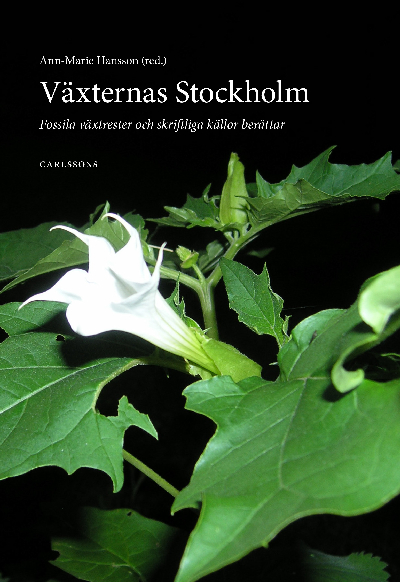 Ann-Marie Hansson (red.)
Växternas Stockholm
Fossila växtrester och skriftliga källor berättar
CARLSSONS